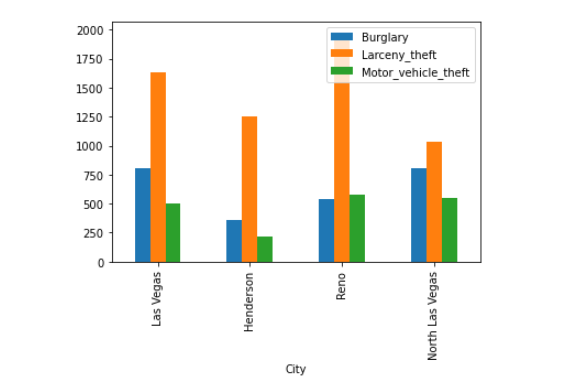 2000
1750
1500
1250
1000
750
500
250
0
Burglary
Larceny_theft
Motor_vehicle_theft
Las Vegas
Henderson
Reno
North Las Vegas
City